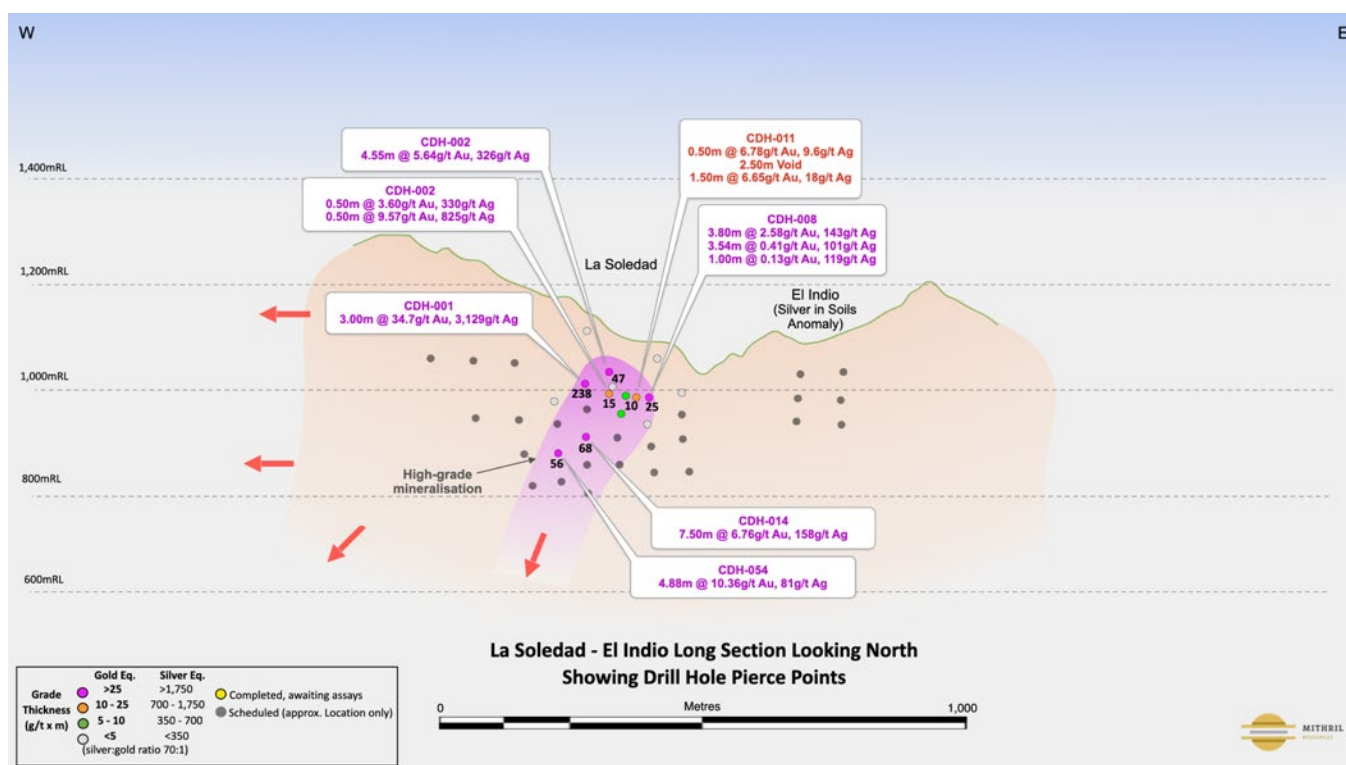 W
E
CDH-002
4.55m @ 5.64g/t Au, 326g/t Ag
CDH-011
0.50m @ 6.78g/t Au, 9.6g/t Ag
2.50m Void
1.50m @ 6.65g/t Au, 18g/t Ag
1,400mRL
CDH-002
0.50m @ 3.60g/t Au, 330g/t Ag
0.50m @ 9.57g/t Au, 825g/t Ag
CDH-008
3.80m @ 2.58g/t Au, 143g/t Ag
3.54m @ 0.41g/t Au, 101g/t Ag
1.00m @ 0.13g/t Au, 119g/t Ag
La Soledad
1,200mRL
El Indio
(Silver in Soils
Anomaly)
CDH-001
3.00m @ 34.7g/t Au, 3,129g/t Ag
1,000mRL
47
238
15
10
25
68
56
High-grade
mineralisation
800mRL
CDH-014
7.50m @ 6.76g/t Au, 158g/t Ag
CDH-054
4.88m @ 10.36g/t Au, 81g/t Ag
600mRL
La Soledad - El Indio Long Section Looking North
Showing Drill Hole Pierce Points
Gold Eq. Silver Eq.
Grade
Thickness
(g/t x m)
>25 >1,750
10 - 25 700 - 1,750
5 - 10 350 - 700
<5 <350
(silver:gold ratio 70:1)
Completed, awaiting assays
Scheduled (approx. Location only)
0 Metres 1,000
MITHRIL
RESOURCES